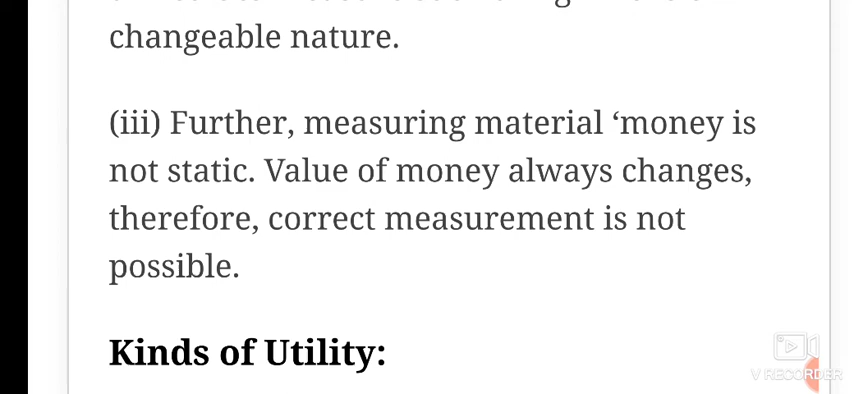 changeable nature.
(iii) Further, measuring material ‘money is
not static. Value of money always changes,
therefore, correct measurement is not
possible.
Kinds of Utility:
V RECORDER